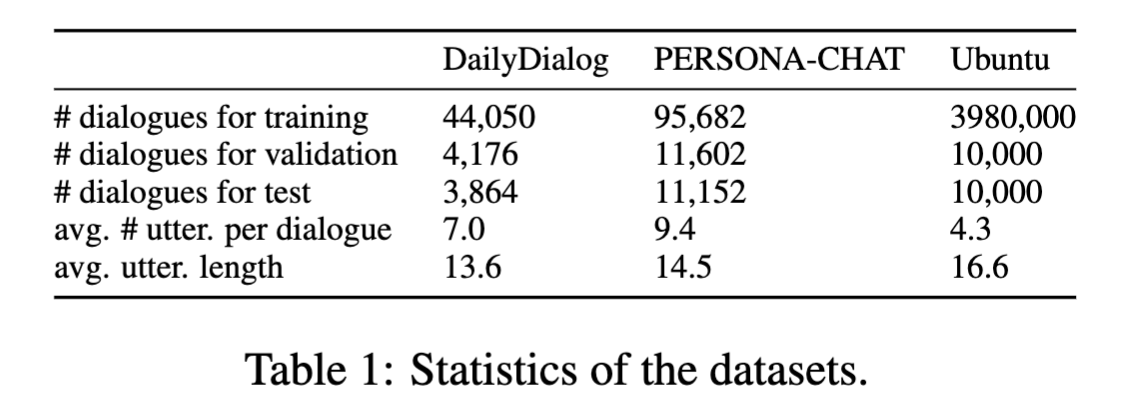 DailyDialog PERSONA-CHAT Ubuntu
# dialogues for training 44,050 95,682 3980,000
# dialogues for validation 4,176 11,602 10,000
# dialogues for test 3,864 11,152 10,000
avg. # utter. per dialogue 7.0 9.4 4.3
avg. utter. length 13.6 14.5 16.6
Table 1: Statistics of the datasets.